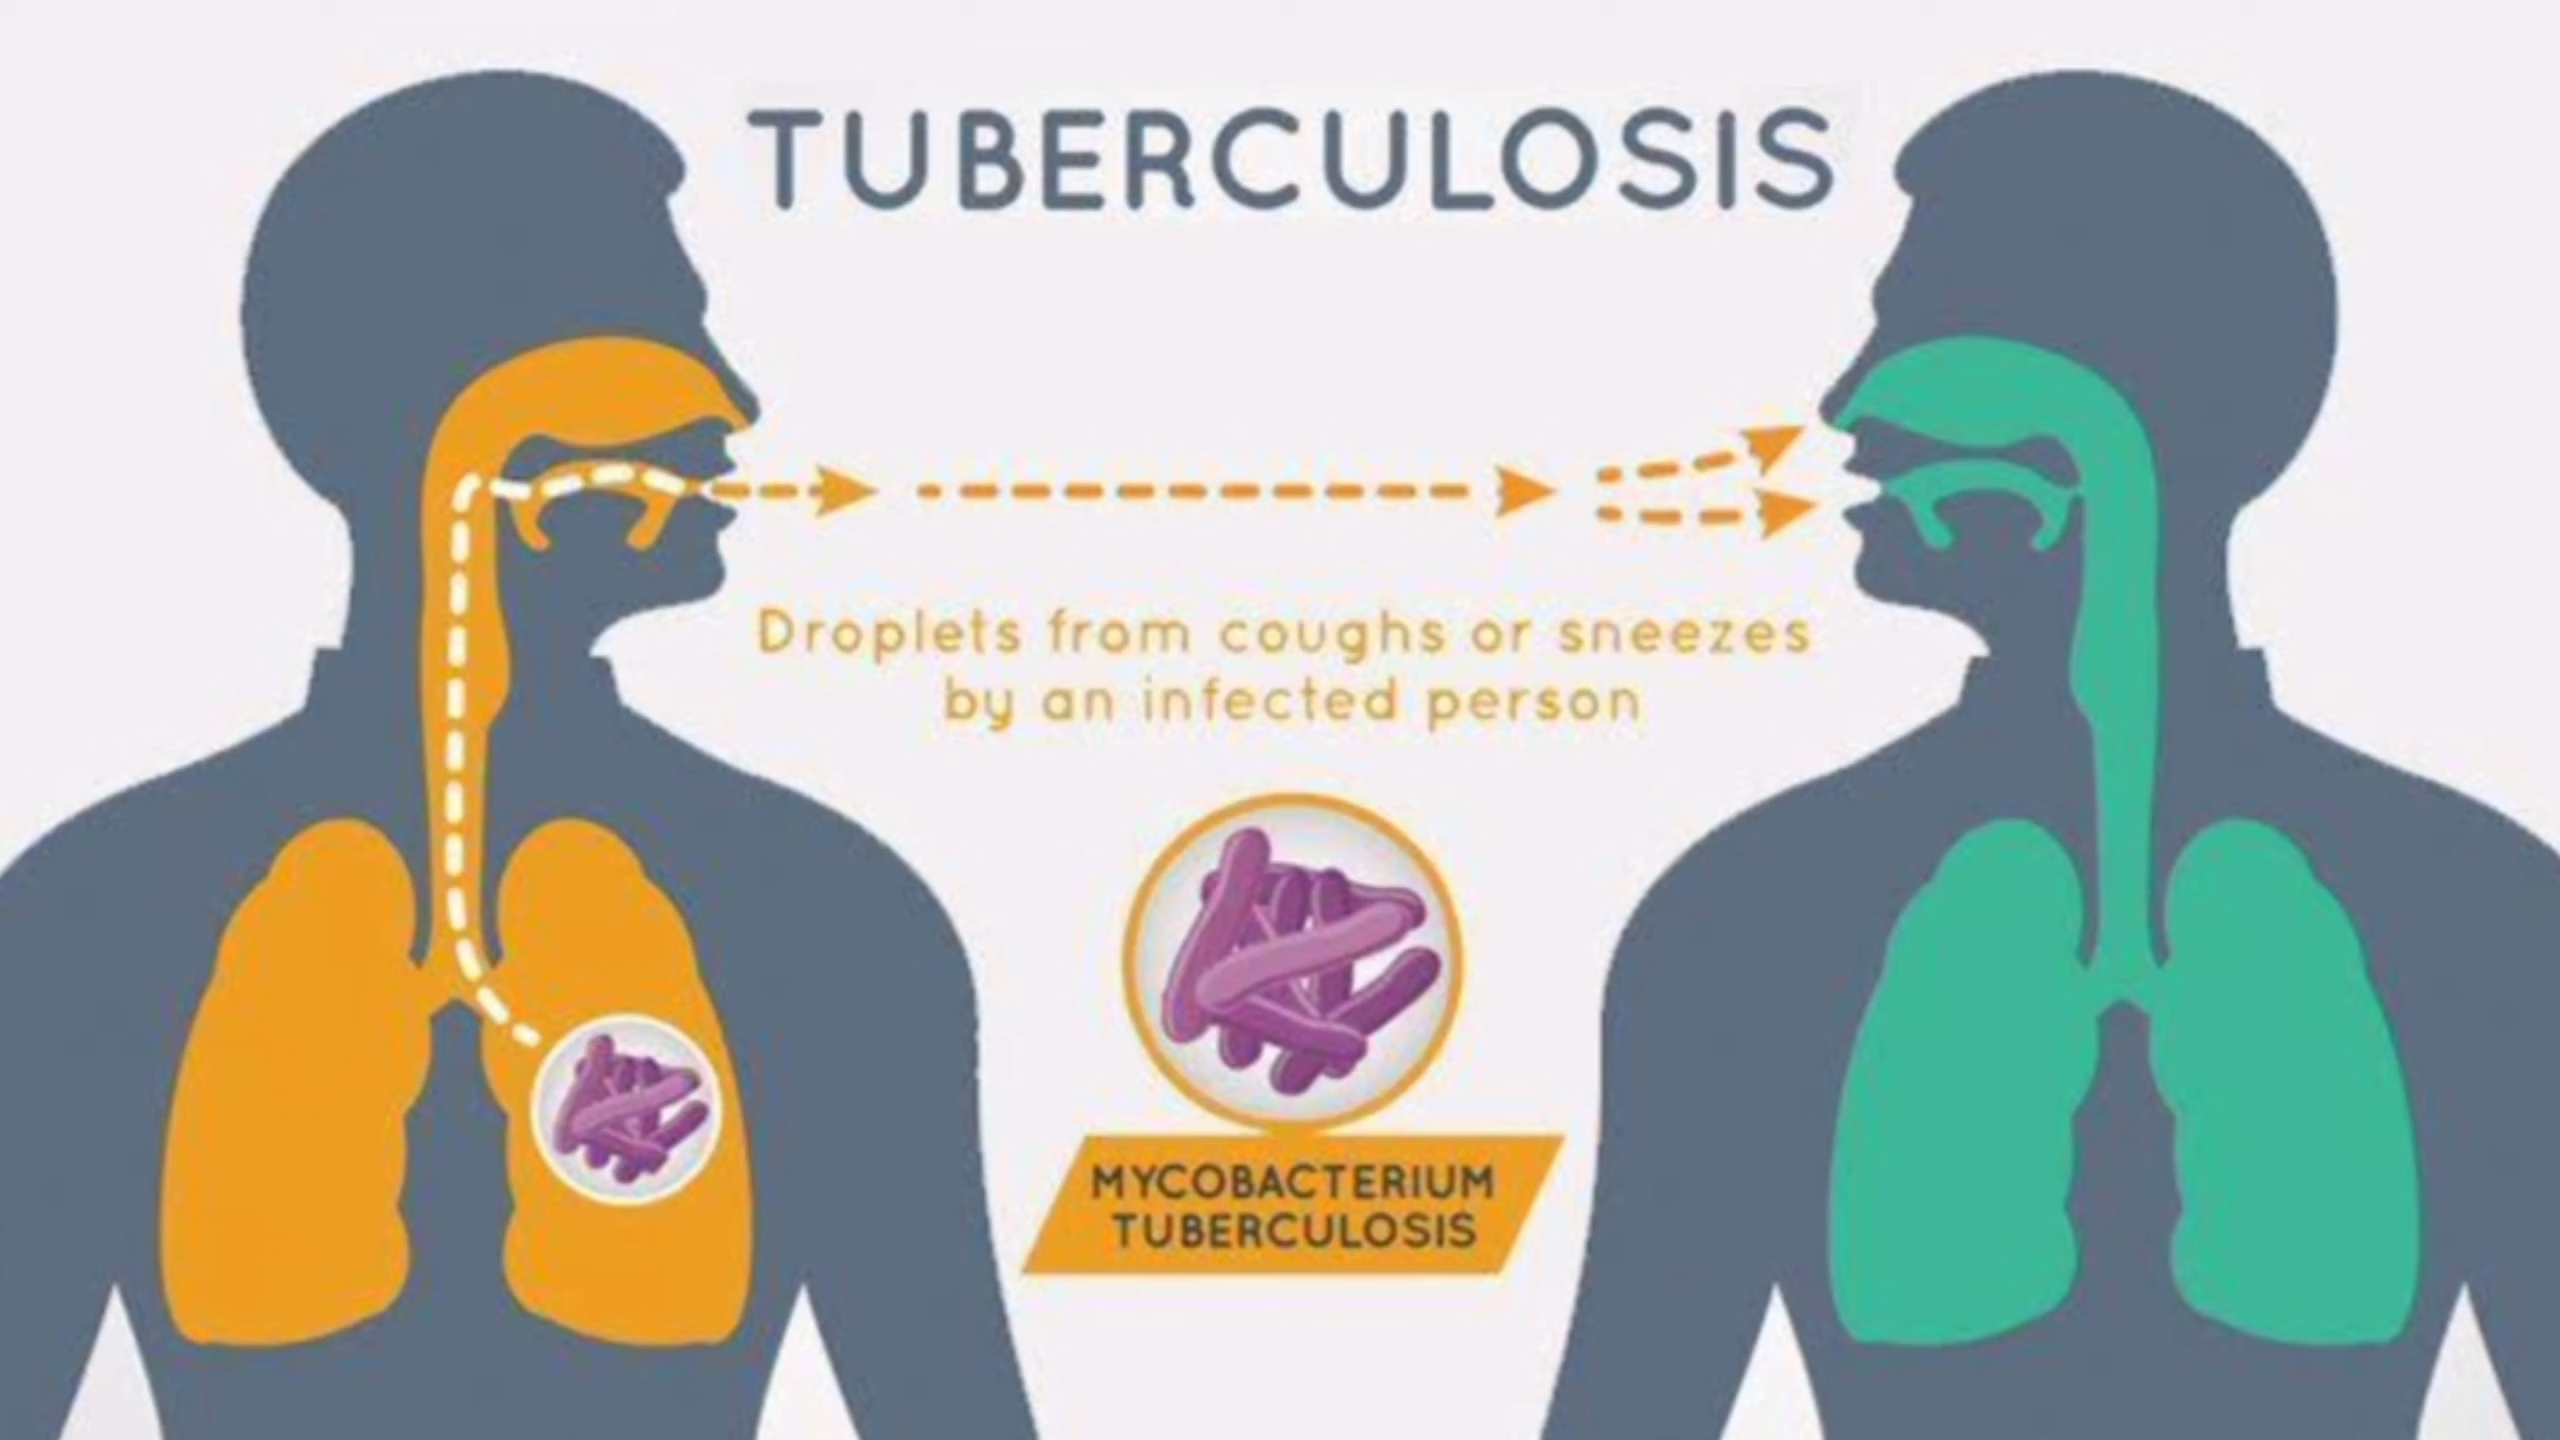 TUBERCULOSIS
Droplets from coughs or sneezes
by an infected person
MYCOBACTERIUM
TUBERCULOSIS